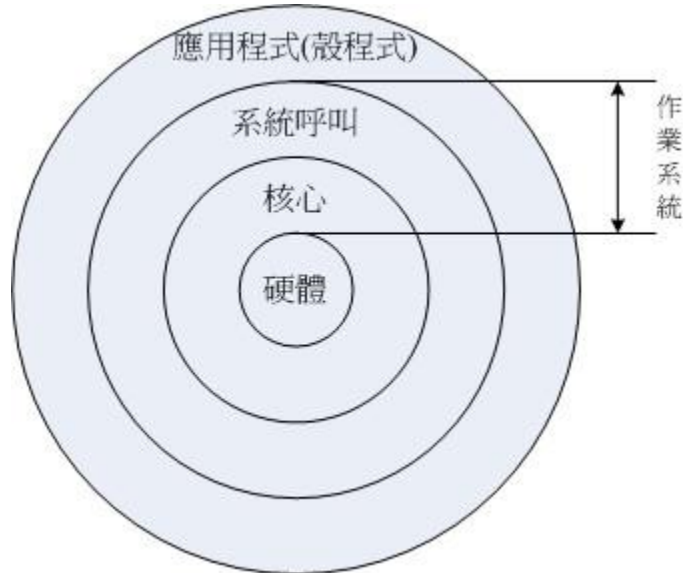 應用程式(殼程式)
系統呼叫
核心
硬體
作業系統